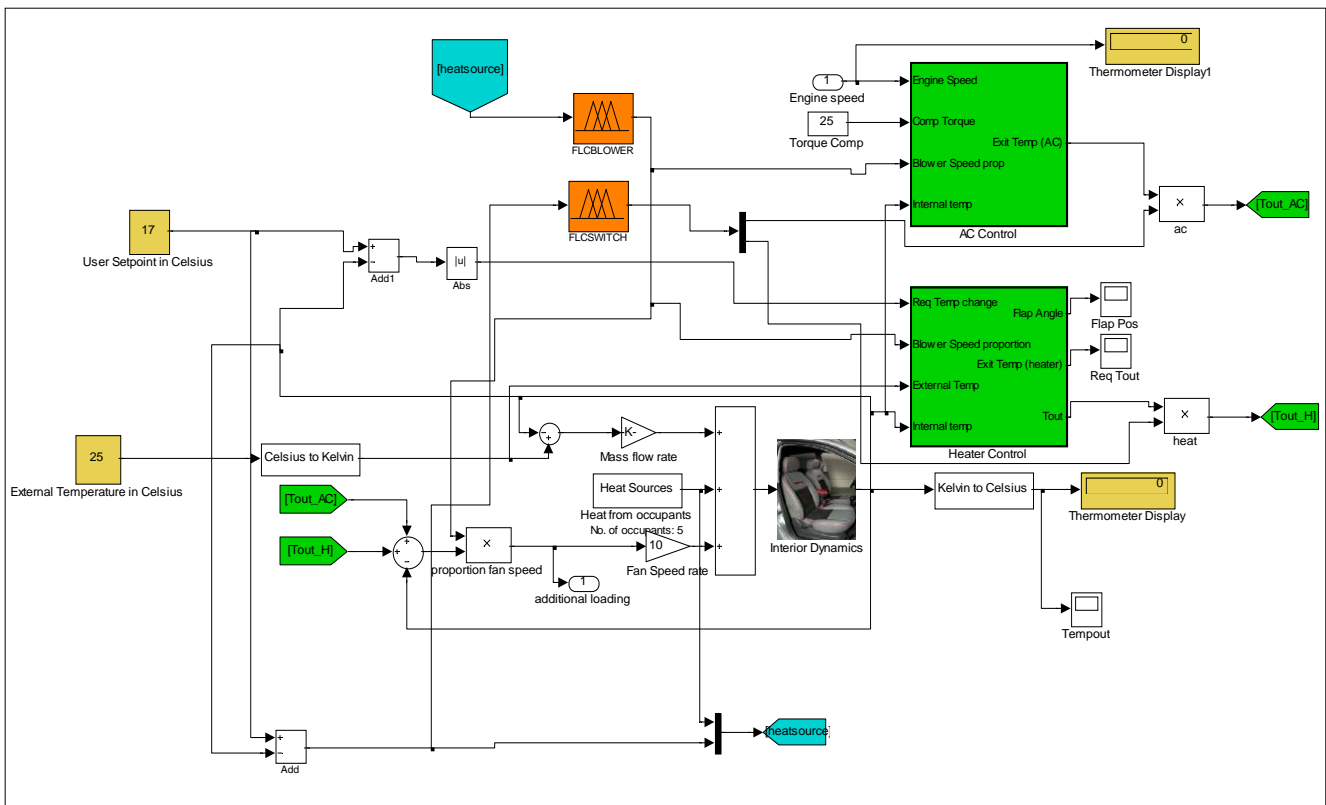 [heatsource]
0
Thermometer Display1
1
Engine speed
Engine Speed
25
Torque Comp
Comp Torque
Exit Temp (AC)
FLCBLOWER
Blower Speed prop
Internal temp
AC Control
×
ac
[Tout_AC]
FLCSWITCH
17
User Setpoint in Celsius
+
−
Add1
|u|
Abs
Req Temp change
Flap Angle
Flap Pos
Blower Speed proportion
Exit Temp (heater)
Req Tout
External Temp
Tout
Internal temp
Heater Control
×
heat
[Tout_H]
25
External Temperature in Celsius
Celsius to Kelvin
−
+
-K-
Mass flow rate
+
+
+
Heat Sources
Heat from occupants
No. of occupants: 5
Interior Dynamics
Kelvin to Celsius
0
Thermometer Display
[Tout_AC]
[Tout_H]
+
+
−
×
proportion fan speed
10
Fan Speed rate
1
additional loading
Tempout
+
−
Add
[heatsource]